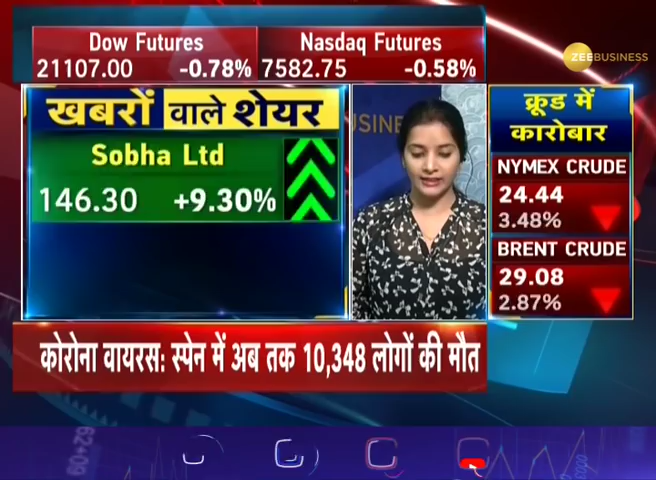 Dow Futures
21107.00 -0.78%
Nasdaq Futures
7582.75 -0.58%
ZEEBUSINESS
खबरों वाले शेयर
Sobha Ltd
146.30 +9.30%
क्रूड में
कारोबार
NYMEX CRUDE
24.44
3.48%
BRENT CRUDE
29.08
2.87%
कोरोना वायरस: स्पेन में अब तक 10,348 लोगों की मौत